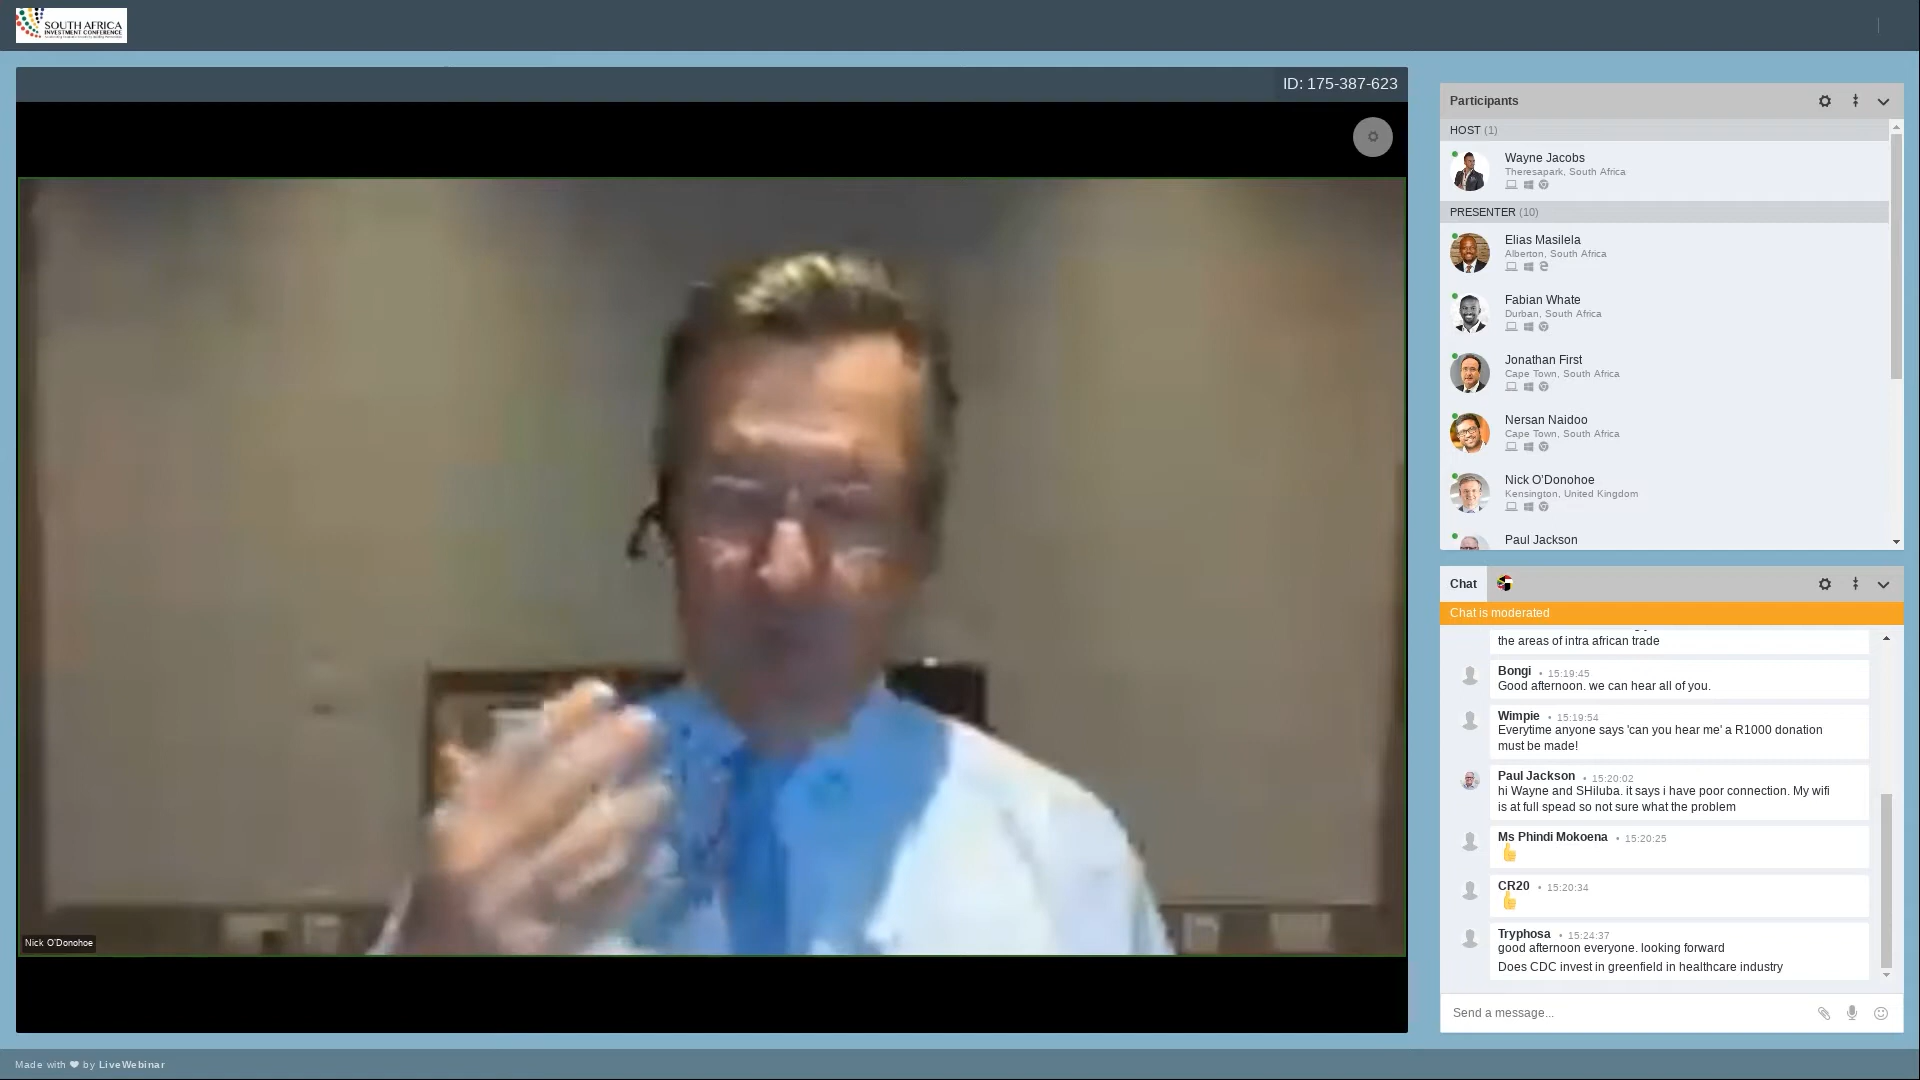 SOUTH AFRICA
INVESTMENT CONFERENCE
ID: 175-387-623
Nick O'Donohoe
Participants
HOST (1)
Wayne Jacobs
Theresapark, South Africa
PRESENTER (10)
Elias Masilela
Alberton, South Africa
Fabian Whate
Durban, South Africa
Jonathan First
Cape Town, South Africa
Nersan Naidoo
Cape Town, South Africa
Nick O'Donohoe
Kensington, United Kingdom
Paul Jackson
Chat
Chat is moderated
the areas of intra african trade
Bongi • 15:19:45
Good afternoon. we can hear all of you.
Wimpie • 15:19:54
Everytime anyone says 'can you hear me' a R1000 donation
must be made!
Paul Jackson • 15:20:02
hi Wayne and SHiluba. it says i have poor connection. My wifi
is at full spead so not sure what the problem
Ms Phindi Mokoena • 15:20:25
CR20 • 15:20:34
Tryphosa • 15:24:37
good afternoon everyone. looking forward
Does CDC invest in greenfield in healthcare industry
Send a message...
Made with ❤ by LiveWebinar